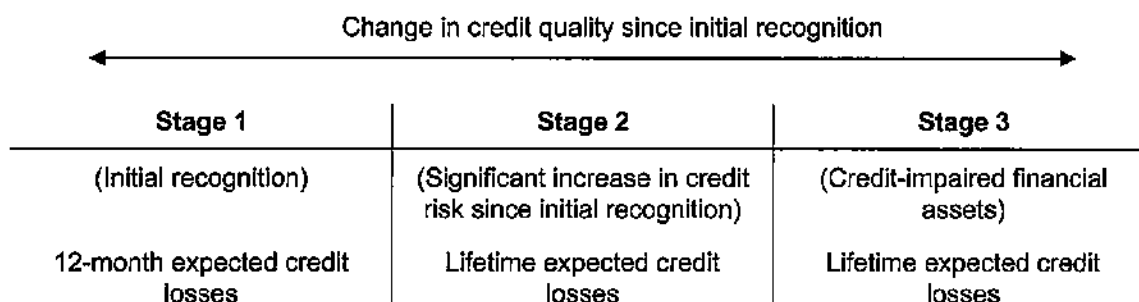 Change in credit quality since initial recognition
Stage 1
Stage 2
Stage 3
(Initial recognition)
(Significant increase in credit
risk since initial recognition)
(Credit-impaired financial
assets)
12-month expected credit
losses
Lifetime expected credit
losses
Lifetime expected credit
losses